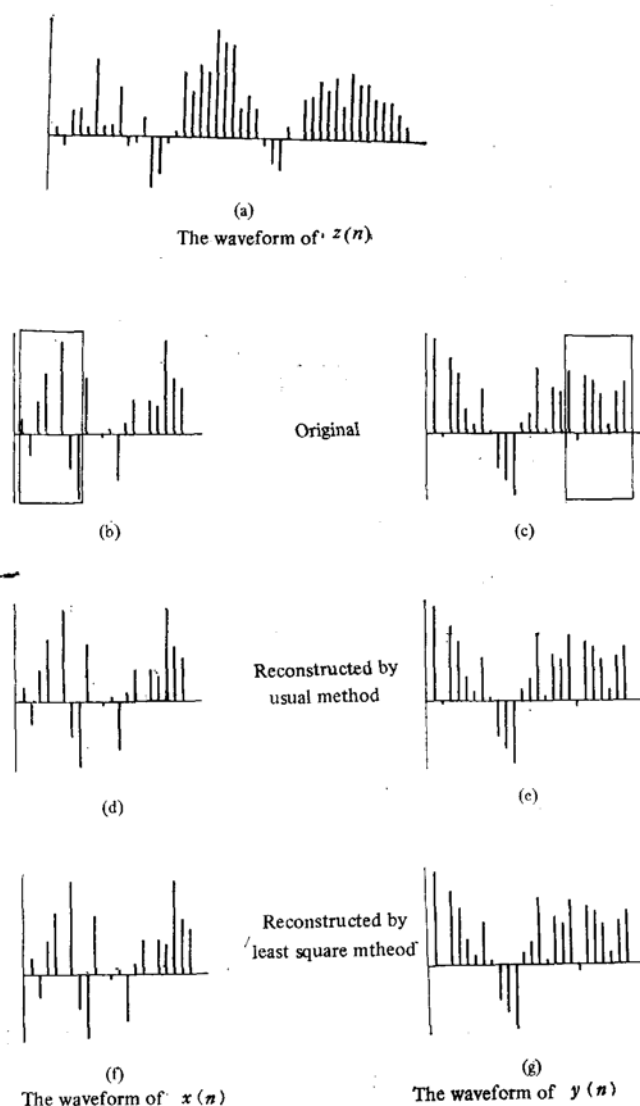 (a)
The waveform of z(n).
Original
(b)
(c)
Reconstructed by
usual method
(d)
(e)
Reconstructed by
least square mtheod
(f)
(g)
The waveform of x(n)
The waveform of y(n)